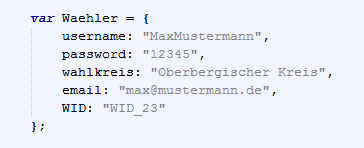 var Waehler = {
username: "MaxMustermann",
password: "12345",
wahlkreis: "Oberbergischer Kreis",
email: "max@mustermann.de",
WID: "WID_23"
};